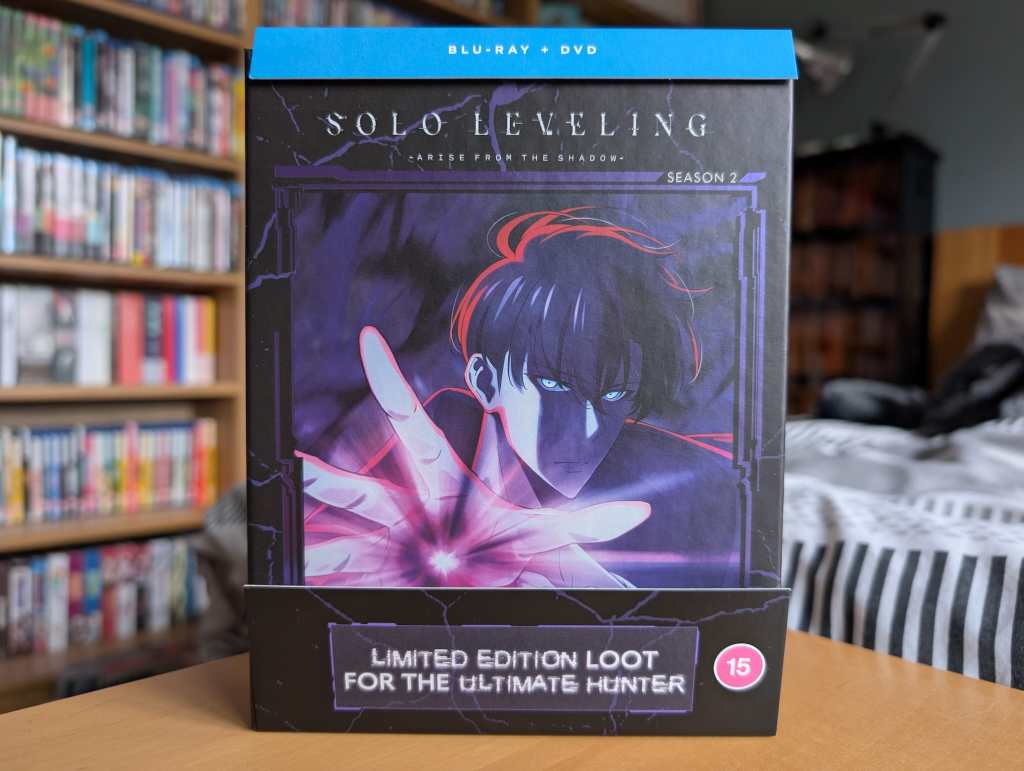 BLU-RAY + DVD
SOLO LEVELING
-ARISE FROM THE SHADOW-
SEASON 2
LIMITED EDITION LOOT
FOR THE ULTIMATE HUNTER
15